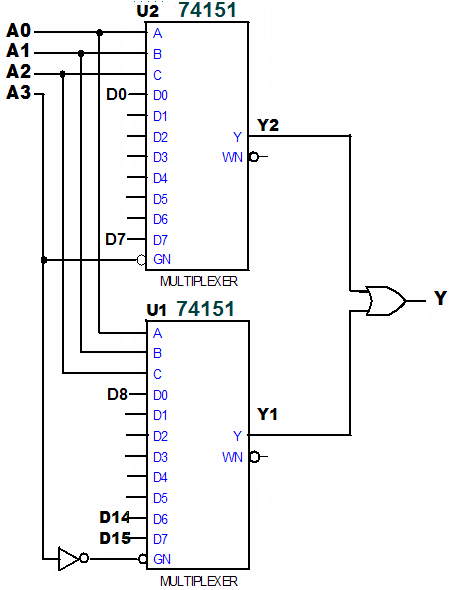 U2 74151
A0 A
A1 B
A2 C
A3 D0 D0
D1
Y2
D2 Y
D3 WN
D4
D5
D6
D7 D7
GN
MULTIPLEXER
U1 74151
Y
A
B
C
D8 D0
D1
Y1
D2 Y
D3 WN
D4
D5
D14 D6
D15 D7
GN
MULTIPLEXER